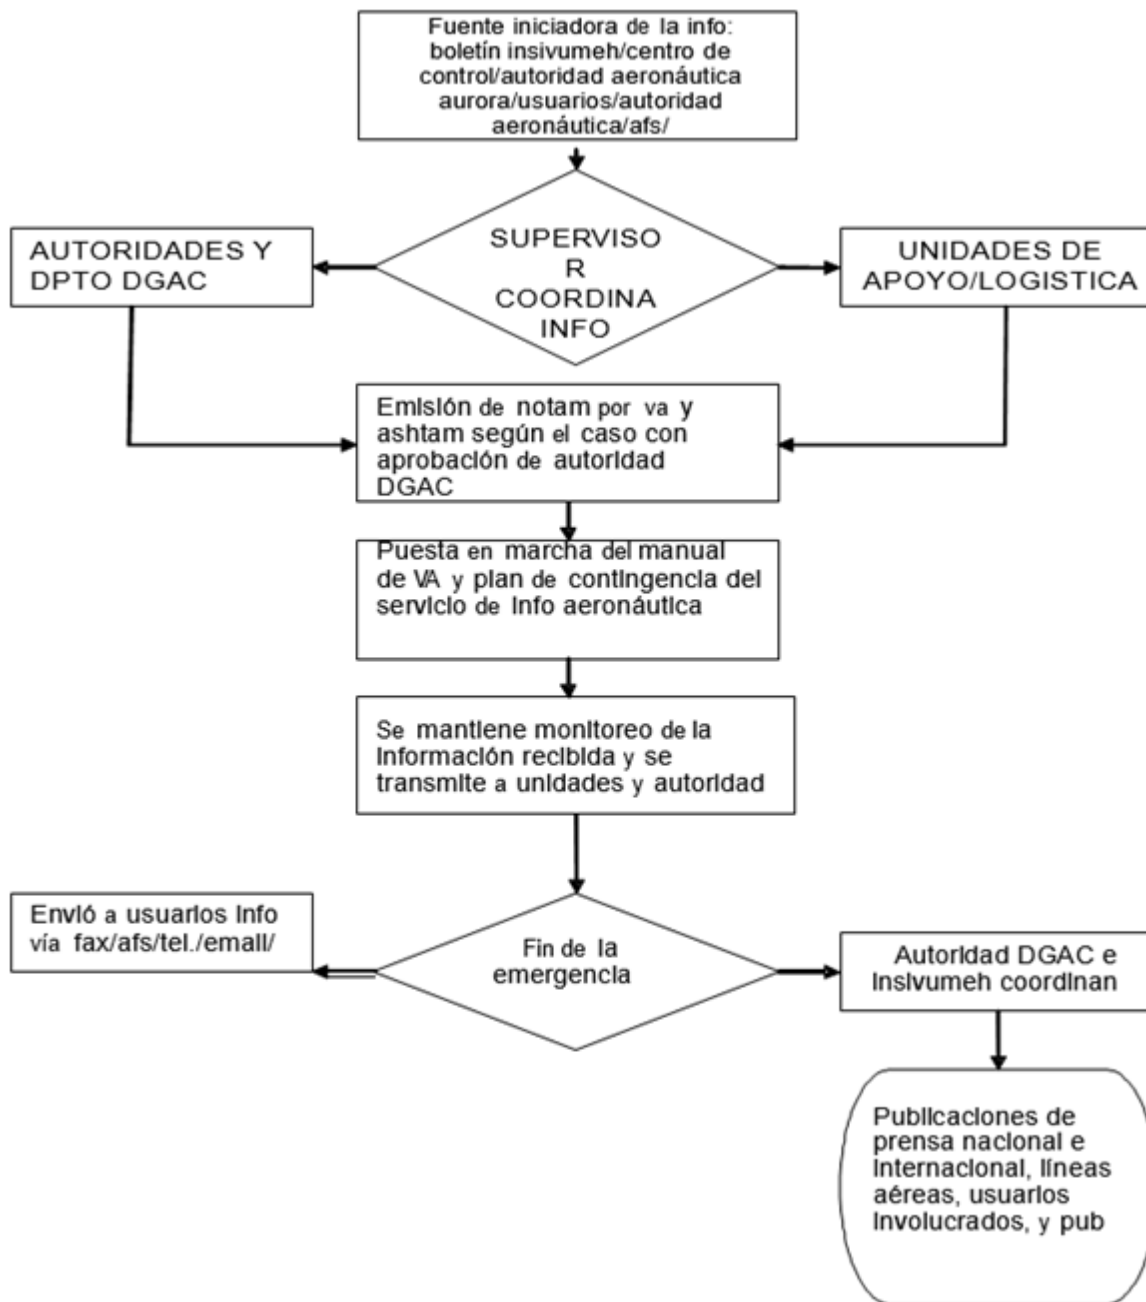 Fuente iniciadora de la info:
boletín insivumeh/centro de
control/autoridad aeronáutica
aurora/usuarios/autoridad
aeronáutica/afs/
AUTORIDADES Y
DPTO DGAC
SUPERVISO
R
COORDINA
INFO
UNIDADES DE
APOYO/LOGISTICA
Emisión de notam por va y
ashtam según el caso con
aprobación de autoridad
DGAC
Puesta en marcha del manual
de VA y plan de contingencia del
servicio de info aeronáutica
Se mantiene monitoreo de la
información recibida y se
transmite a unidades y autoridad
Envió a usuarios info
vía fax/afs/tel./email/
Fin de la
emergencia
Autoridad DGAC e
insivumeh coordinan
Publicaciones de
prensa nacional e
internacional, líneas
aéreas, usuarios
involucrados, y pub